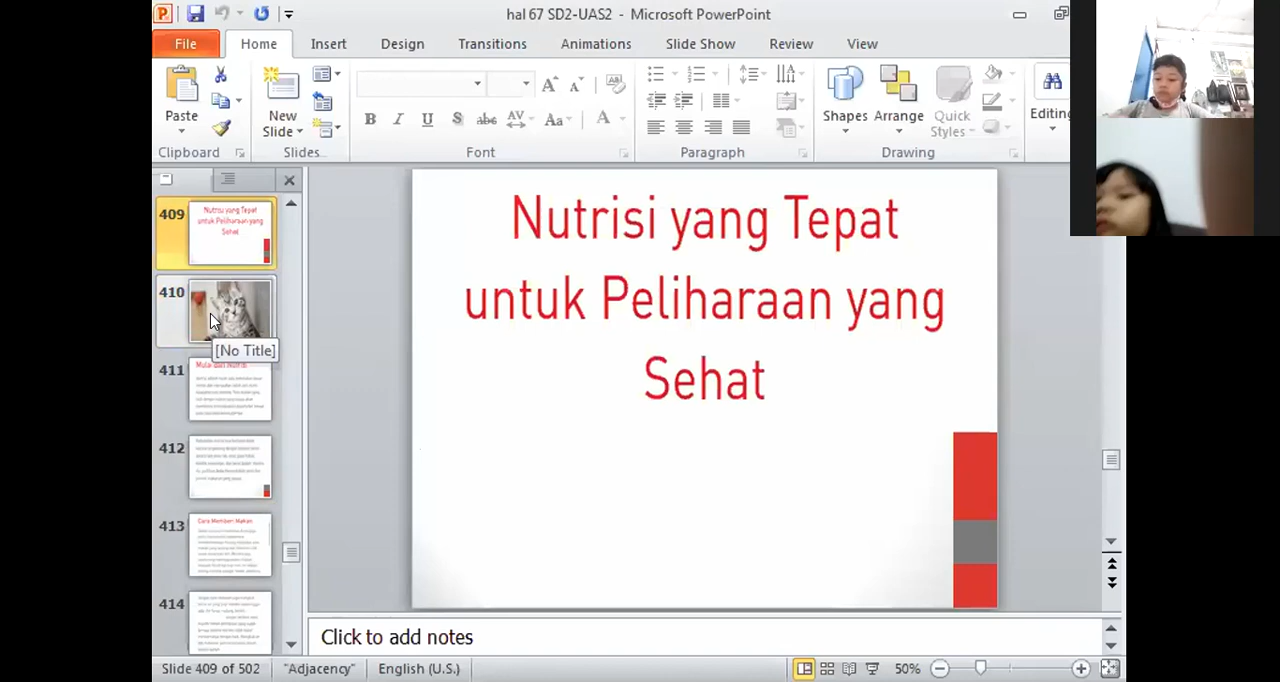 hal 67 SD2-UAS2 - Microsoft PowerPoint
File Home Insert Design Transitions Animations Slide Show Review View
Paste
New
Slide
Shapes Arrange Quick
Styles
Editing
Clipboard Slides Font Paragraph Drawing
409
Nutrisi yang Tepat
untuk Peliharaan yang
Sehat
410
[No Title]
411
412
413
Cara Memberi Makan
414
Nutrisi yang Tepat
untuk Peliharaan yang
Sehat
Click to add notes
Slide 409 of 502 "Adjacency" English (U.S.) 50%